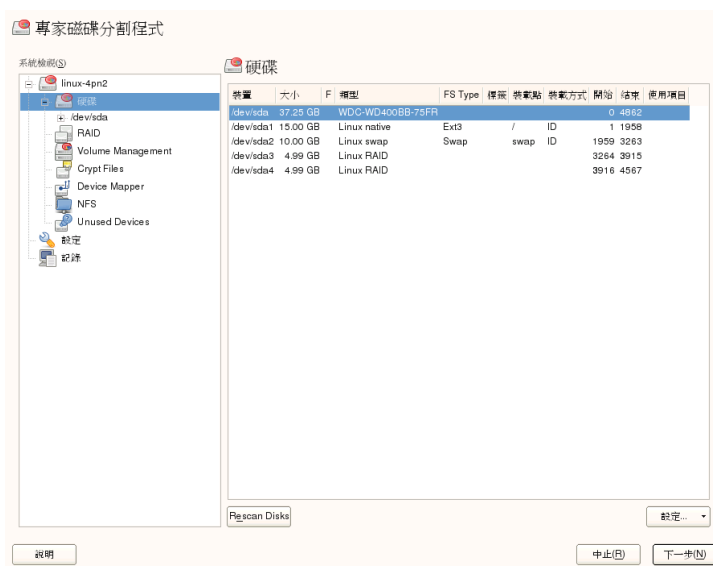 專家磁碟分割程式
系統檢視(S)
linux-4pn2
硬碟
/dev/sda
RAID
Volume Management
Crypt Files
Device Mapper
NFS
Unused Devices
設定
記錄
硬碟
裝置 大小 F 類型 FS Type 標籤 裝載點 裝載方式 開始 結束 使用項目
/dev/sda 37.25 GB WDC-WD400BB-75FR 0 4862
/dev/sda1 15.00 GB Linux native Ext3 / ID 1 1958
/dev/sda2 10.00 GB Linux swap Swap swap ID 1959 3263
/dev/sda3 4.99 GB Linux RAID 3264 3915
/dev/sda4 4.99 GB Linux RAID 3916 4567
Rescan Disks
設定...
說明
中止(R)
下一步(N)